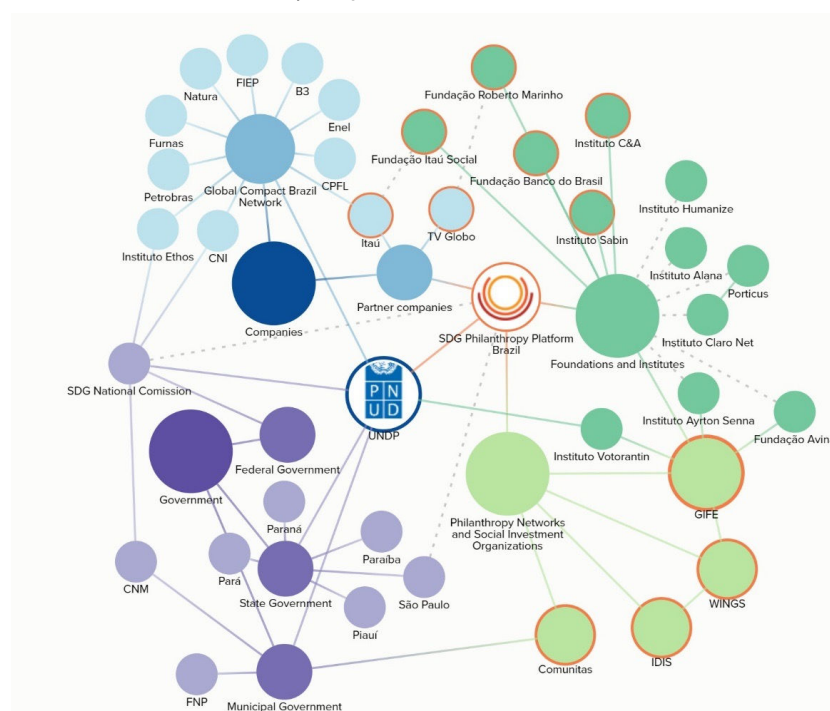 FIEP
B3
Natura
Enel
Furnas
CPFL
Petrobras
Global Compact Brazil
Network
Instituto Ethos
CNI
Fundação Roberto Marinho
Instituto C&A
Fundação Itaú Social
Fundação Banco do Brasil
Instituto Humanize
Itaú
TV Globo
Instituto Sabin
Instituto Alana
Porticus
Companies
Partner companies
SDG Philanthropy Platform
Brazil
Instituto Claro Net
Foundations and Institutes
SDG National Comission
P N
U D
UNDP
Instituto Ayrton Senna
Fundação Avin
Instituto Votorantin
Federal Government
Government
Philanthropy Networks
and Social Investment
Organizations
GIFE
Paraná
Paraíba
Pará
State Government
São Paulo
Piauí
CNM
WINGS
IDIS
Comunitas
FNP
Municipal Government